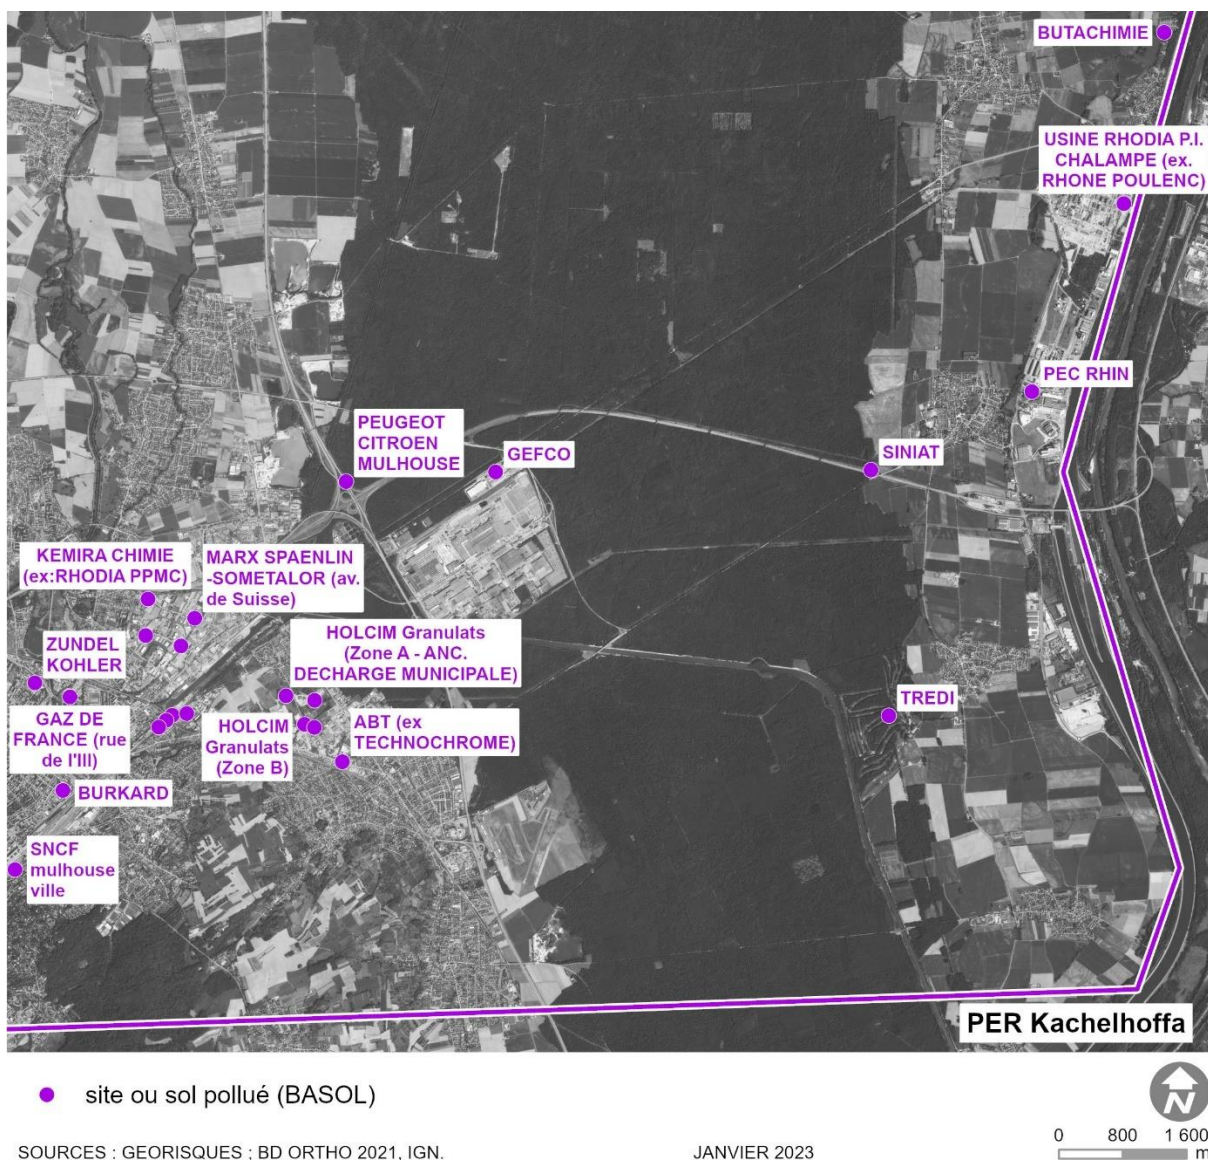 BUTACHIMIE
USINE RHODIA P.I.
CHALAMPE (ex.
RHONE POULENC)
PEC RHIN
PEUGEOT
CITROEN
MULHOUSE
GEFCO
SINIAT
KEMIRA CHIMIE
(ex:RHODIA PPMC)
MARX SPAENLIN
-SOMETALOR (av.
de Suisse)
ZUNDEL
KOHLER
HOLCIM Granulats
(Zone A - ANC.
DECHARGE MUNICIPALE)
GAZ DE
FRANCE (rue
de l'Ill)
HOLCIM
Granulats
(Zone B)
ABT (ex
TECHNOCHROME)
TREDI
BURKARD
SNCF
mulhouse
ville
PER Kachelhoffa
site ou sol pollué (BASOL)
N
SOURCES : GEORISQUES ; BD ORTHO 2021, IGN.
JANVIER 2023
0 800 1 600
m